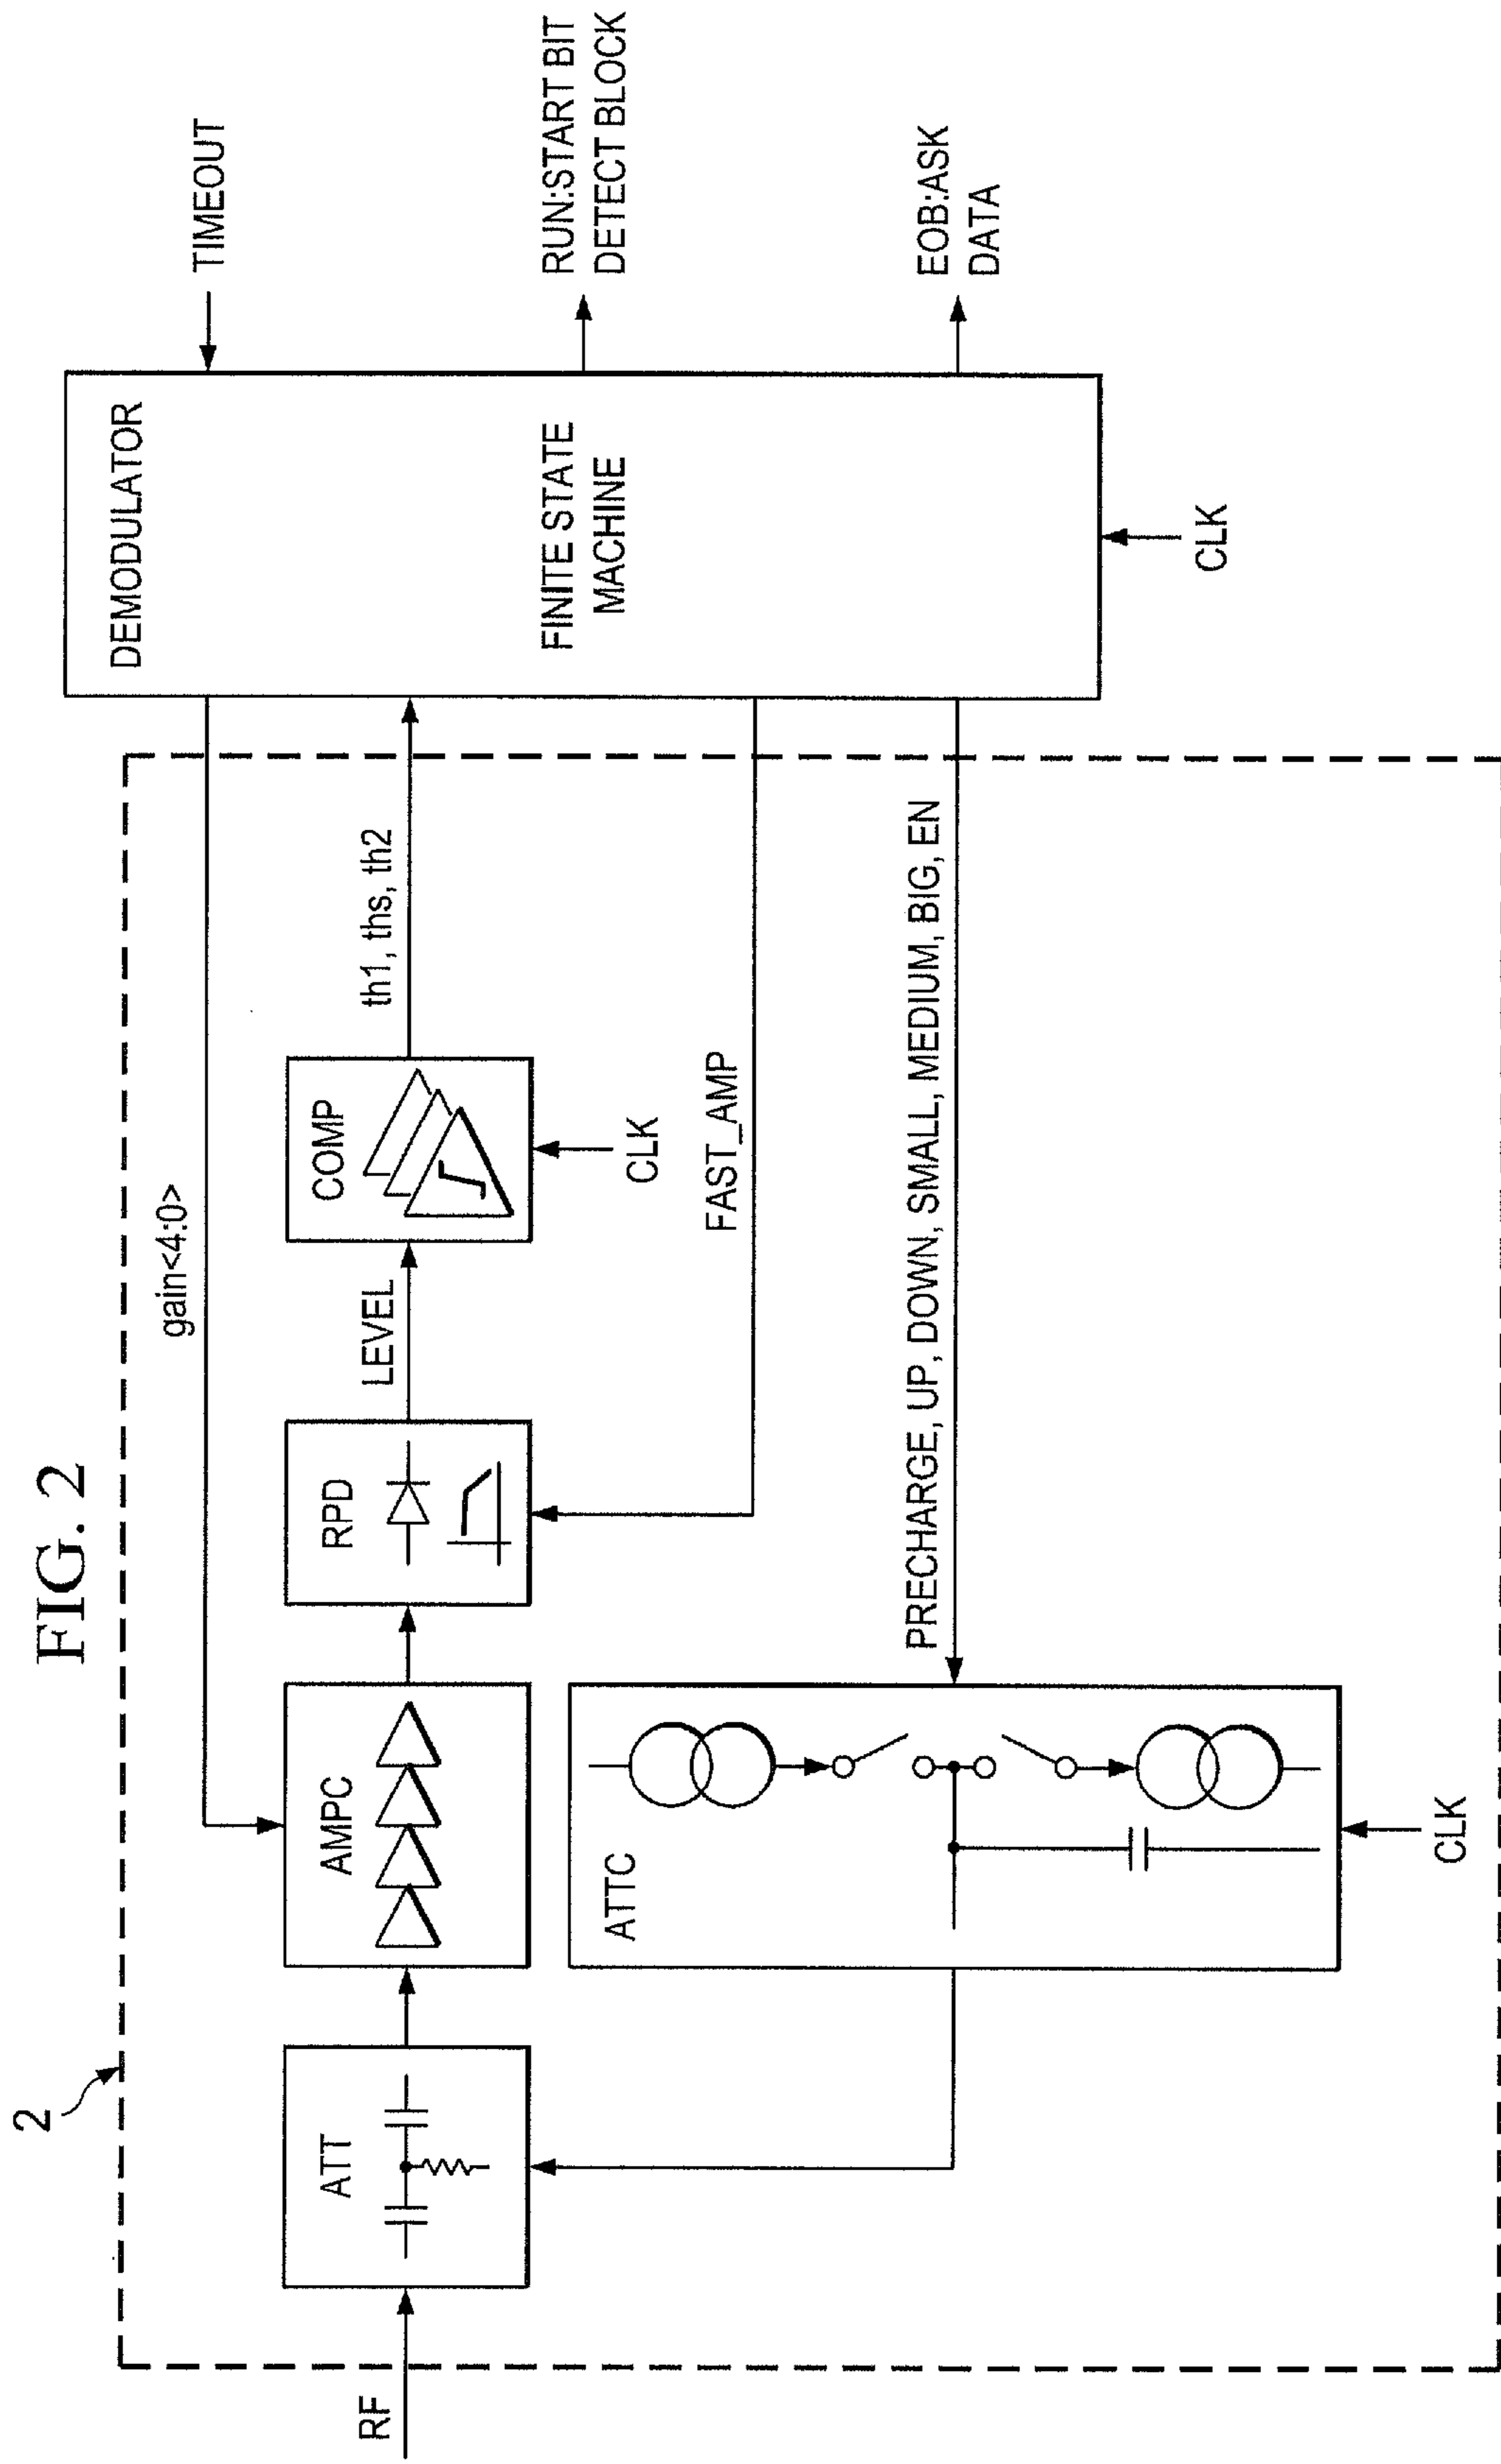 FIG. 2
2
RF
ATT
AMPC
gain<4:0>
RPD
LEVEL
COMP
CLK
th1, ths, th2
FAST_AMP
ATTC
CLK
PRECHARGE, UP, DOWN, SMALL, MEDIUM, BIG, EN
DEMODULATOR
FINITE STATE
MACHINE
CLK
TIMEOUT
RUN:START BIT
DETECT BLOCK
EOB:ASK
DATA